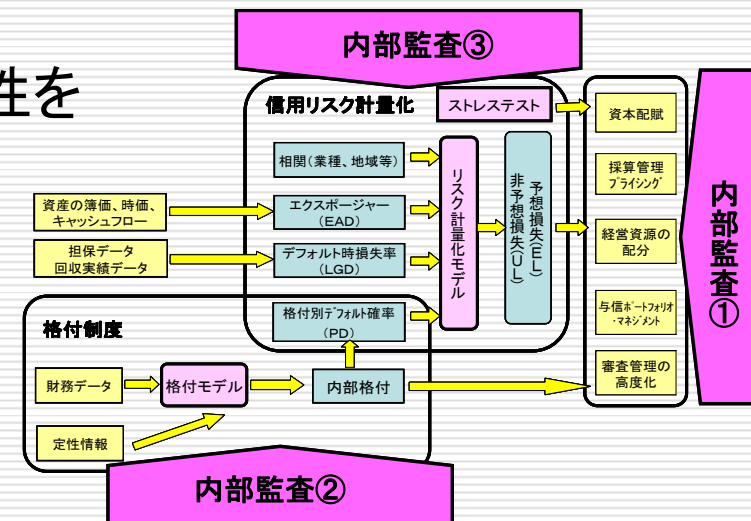 性を
内部監査③
信用リスク計量化
ストレステスト
資本配賦
相関(業種、地域等)
採算管理
プライシング
資産の簿価、時価、
キャッシュフロー
エクスポージャー
(EAD)
リスク計量化モデル
予想損失(EL)
非予想損失(UL)
経営資源の
配分
内部監査①
担保データ
回収実績データ
デフォルト時損失率
(LGD)
格付制度
格付別デフォルト確率
(PD)
与信ポートフォリオ
・マネジメント
財務データ
格付モデル
内部格付
審査管理の
高度化
定性情報
内部監査②